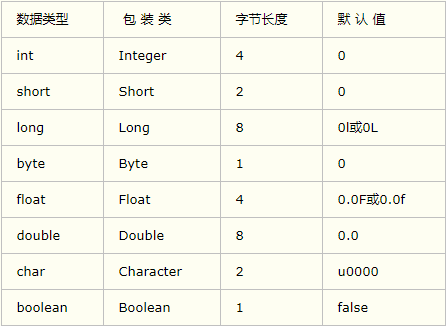 数据类型 包 装 类 字节长度 默 认 值
int Integer 4 0
short Short 2 0
long Long 8 0l或0L
byte Byte 1 0
float Float 4 0.0F或0.0f
double Double 8 0.0
char Character 2 u0000
boolean Boolean 1 false